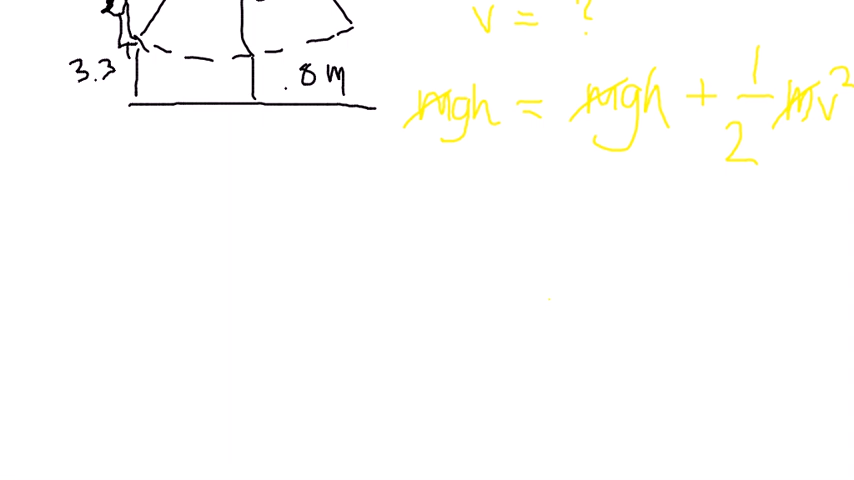 v = ?
3.3
.8 m
mgh = mgh + 1/2 mv²